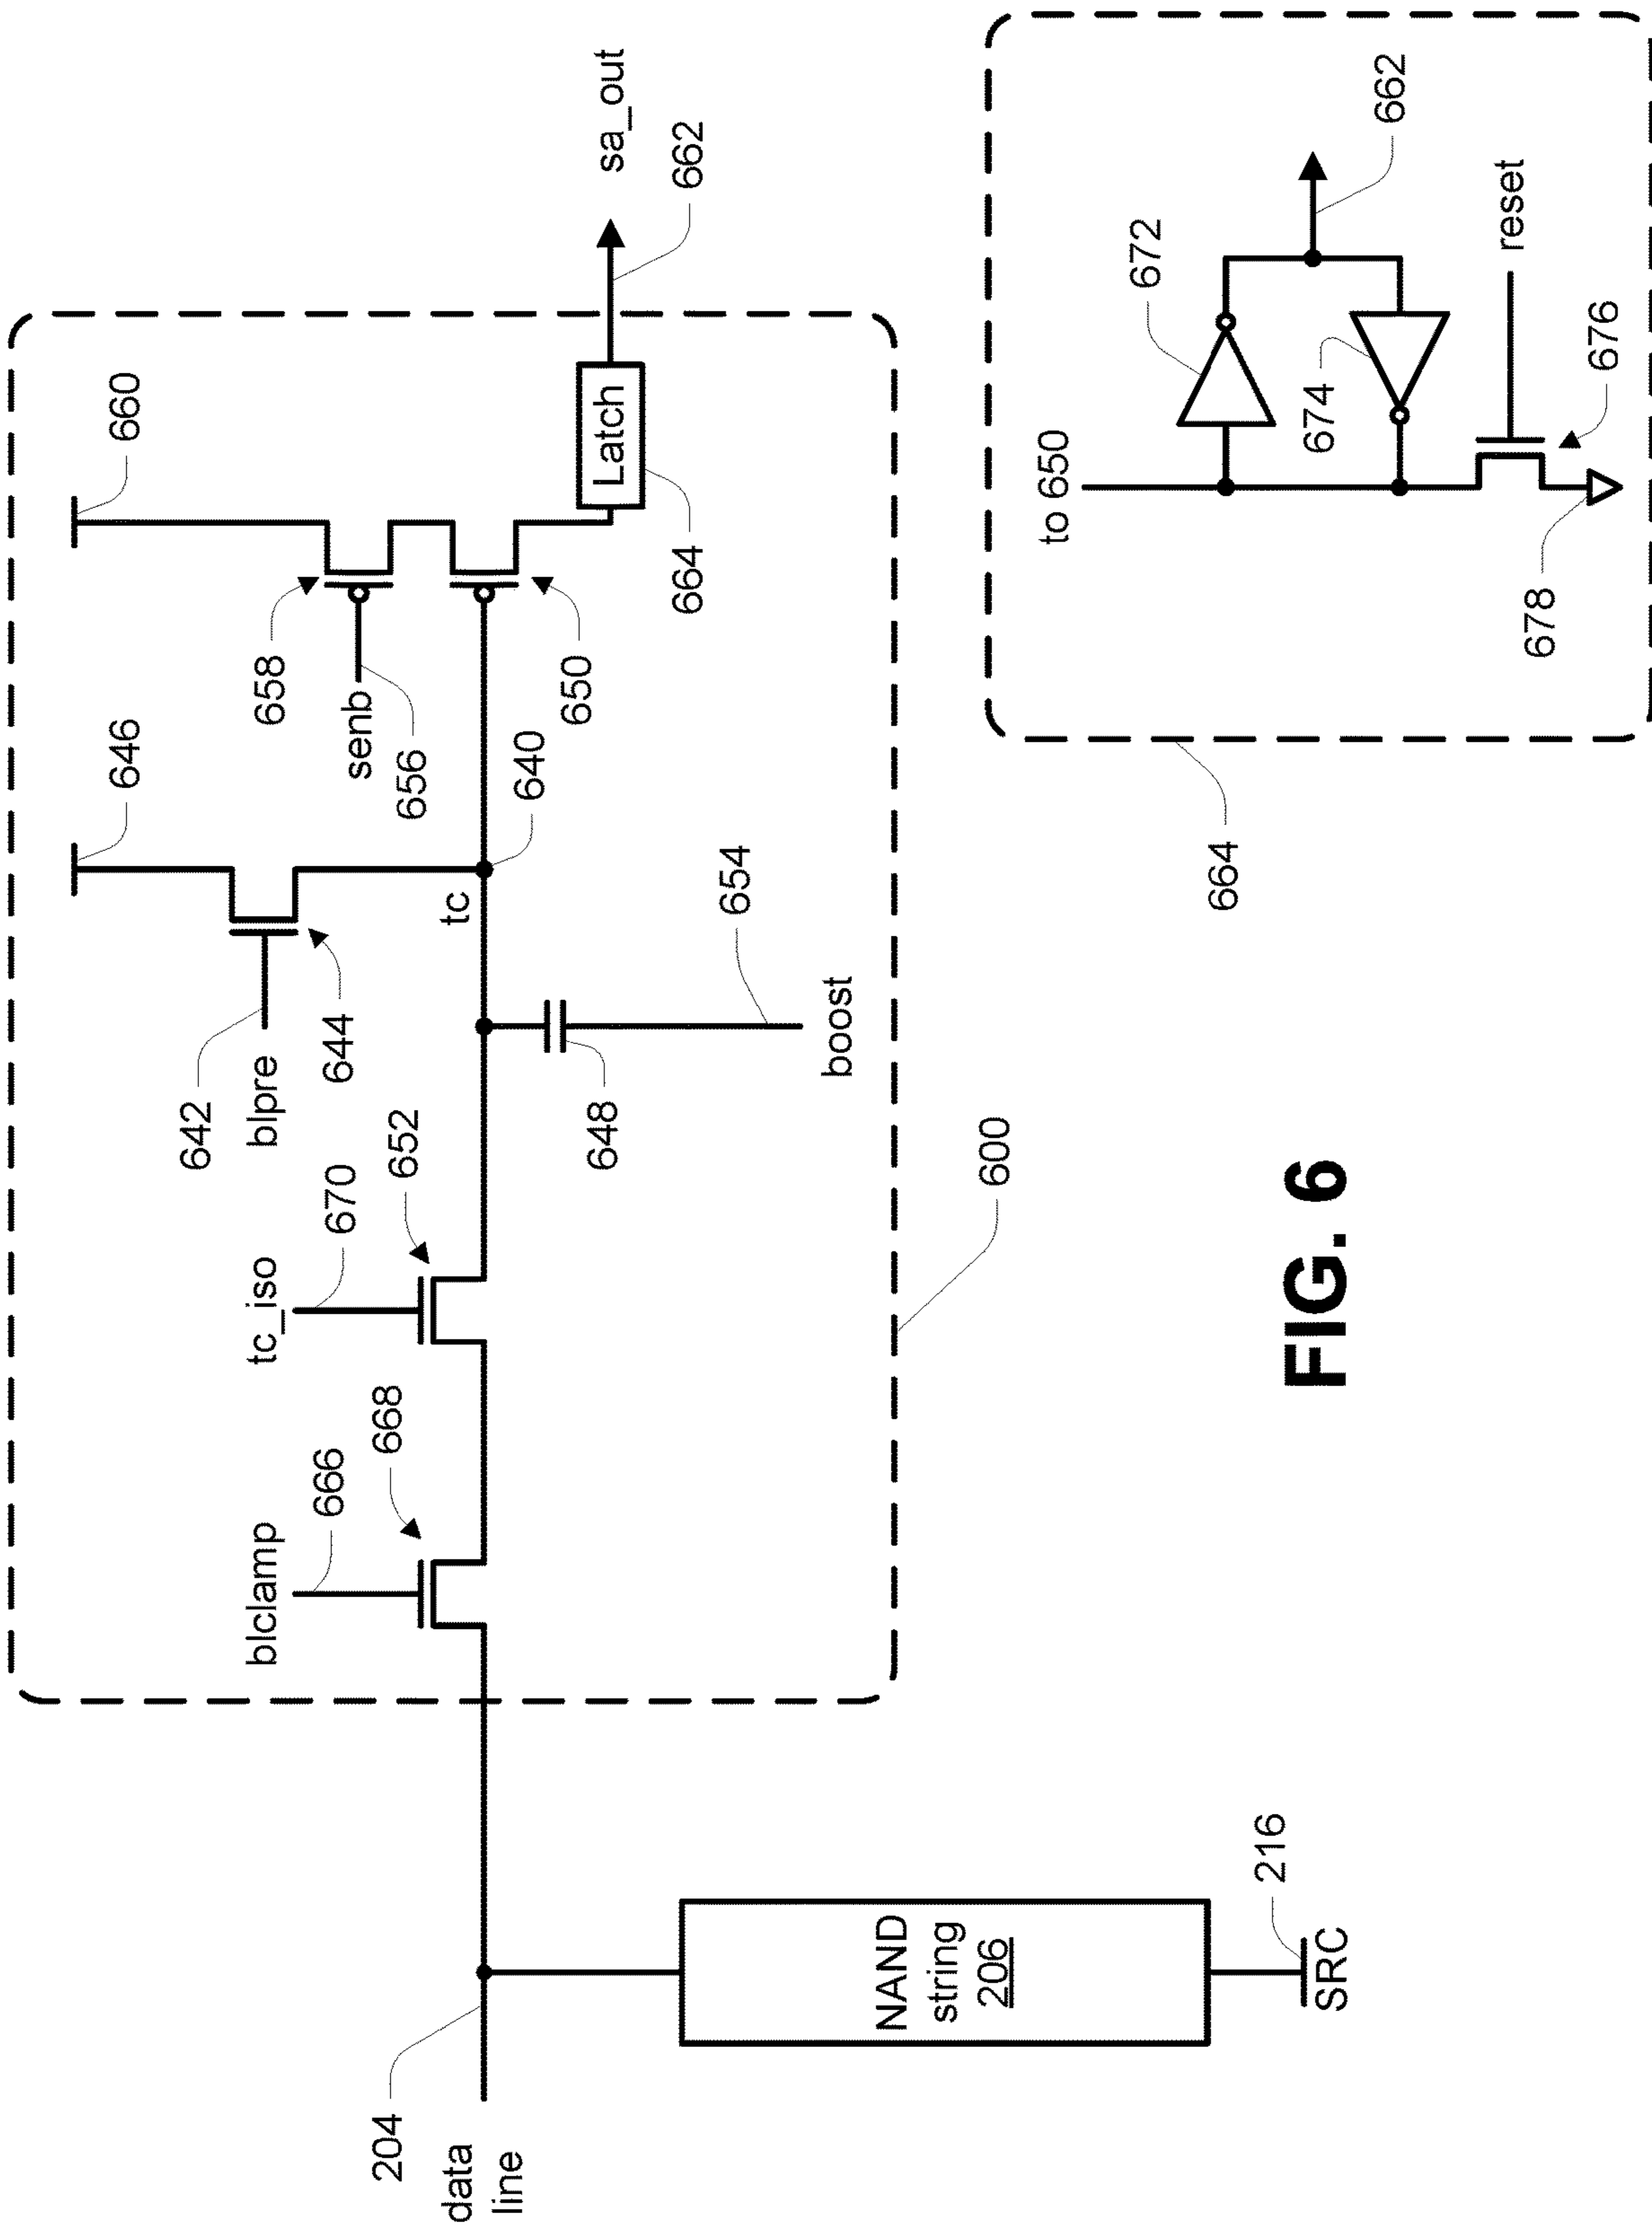 660
646
sa_out
662
658
senb
656
650
Latch
664
642
blpre
644
tc
640
tc_iso
670
652
648
654
boost
blclamp
666
668
600
204
data
line
NAND
string
206
216
SRC
to 650
672
662
674
reset
676
678
664
FIG. 6